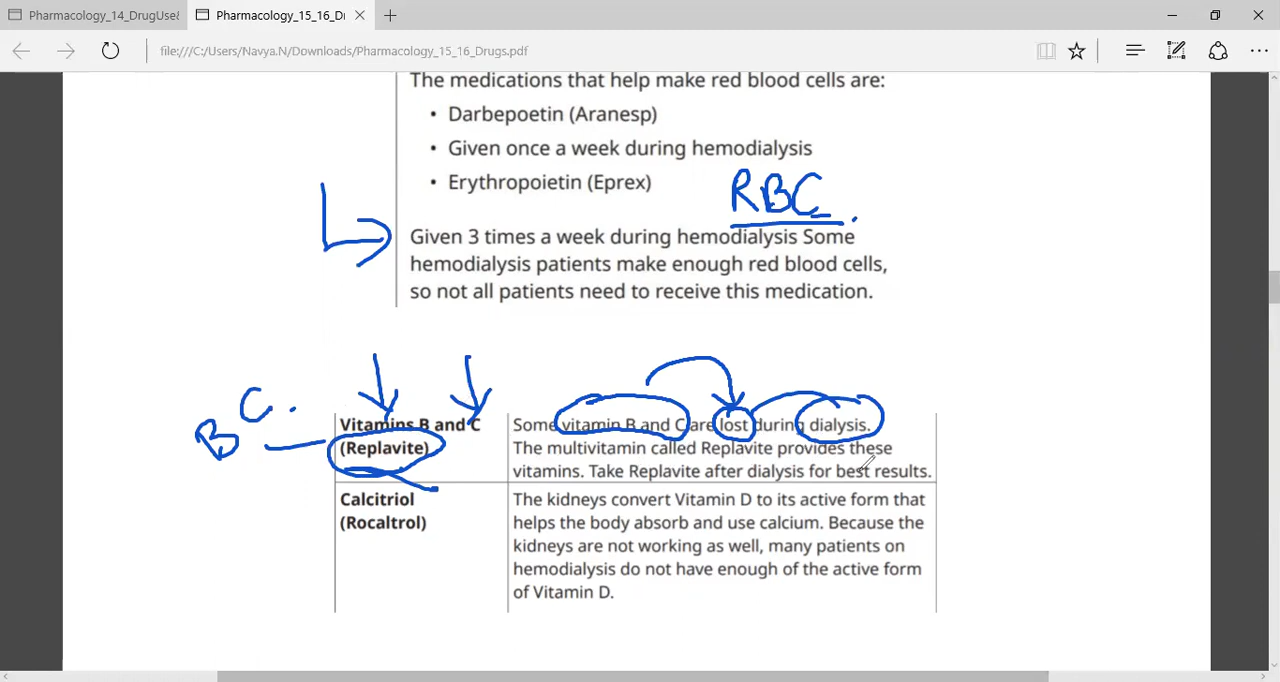 Pharmacology_14_DrugUse&
Pharmacology_15_16_Dr
file:///C:/Users/Navya.N/Downloads/Pharmacology_15_16_Drugs.pdf
The medications that help make red blood cells are:
• Darbepoetin (Aranesp)
• Given once a week during hemodialysis
• Erythropoietin (Eprex)
RBC.
Given 3 times a week during hemodialysis Some
hemodialysis patients make enough red blood cells,
so not all patients need to receive this medication.
B C.
Vitamins B and C
(Replavite)
Some vitamin B and C are lost during dialysis.
The multivitamin called Replavite provides these
vitamins. Take Replavite after dialysis for best results.
Calcitriol
(Rocaltrol)
The kidneys convert Vitamin D to its active form that
helps the body absorb and use calcium. Because the
kidneys are not working as well, many patients on
hemodialysis do not have enough of the active form
of Vitamin D.